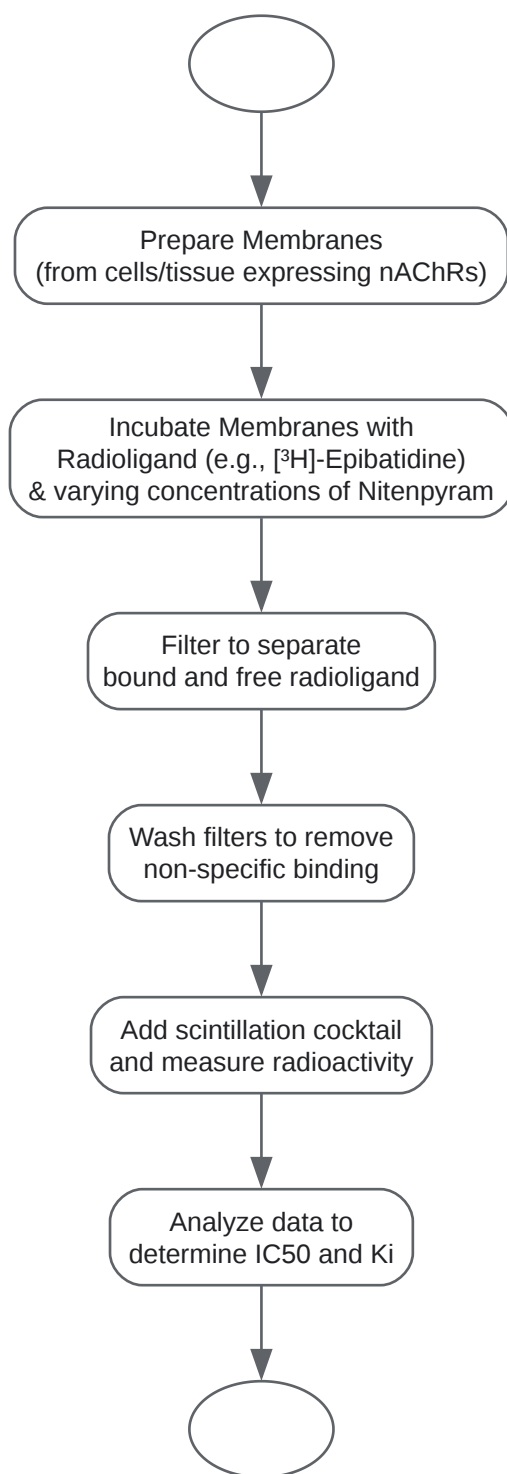 Prepare Membranes
(from cells/tissue expressing nAChRs)
Incubate Membranes with
Radioligand (e.g., [³H]-Epibatidine)
& varying concentrations of Nitenpyram
Filter to separate
bound and free radioligand
Wash filters to remove
non-specific binding
Add scintillation cocktail
and measure radioactivity
Analyze data to
determine IC50 and Ki